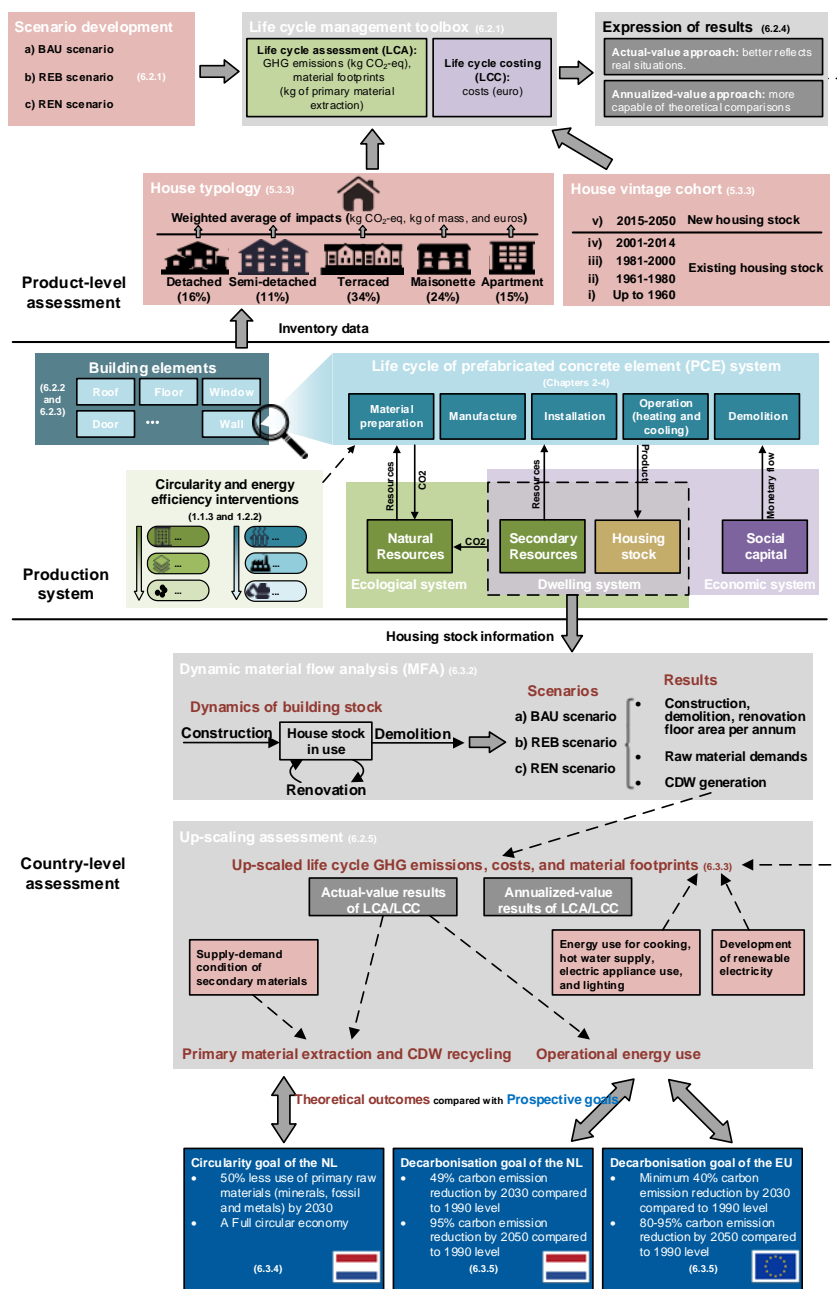 Scenario development
a) BAU scenario
b) REB scenario (6.2.1)
c) REN scenario
Life cycle management toolbox (6.2.1)
Life cycle assessment (LCA):
GHG emissions (kg CO2-eq),
material footprints
(kg of primary material
extraction)
Life cycle costing
(LCC):
costs (euro)
Expression of results (6.2.4)
Actual-value approach: better reflects
real situations.
Annualized-value approach: more
capable of theoretical comparisons
House typology (5.3.3)
Weighted average of impacts (kg CO2-eq, kg of mass, and euros)
Detached
(16%)
Semi-detached
(11%)
Terraced
(34%)
Maisonette
(24%)
Apartment
(15%)
House vintage cohort (5.3.3)
v) 2015-2050 New housing stock
iv) 2001-2014
iii) 1981-2000
Existing housing stock
ii) 1961-1980
i) Up to 1960
Product-level
assessment
Inventory data
Building elements
(6.2.2
and
6.2.3)
Roof
Floor
Window
Door
...
Wall
Life cycle of prefabricated concrete element (PCE) system
(Chapters 2-4)
Material
preparation
Manufacture
Installation
Operation
(heating and
cooling)
Demolition
Circularity and energy
efficiency interventions
(1.1.3 and 1.2.2)
...
...
...
...
...
...
Resources
CO2
Resources
Product
Monetary flow
Natural
Resources
CO2
Secondary
Resources
Housing
stock
Social
capital
Ecological system
Dwelling system
Economic system
Production
system
Housing stock information
Dynamic material flow analysis (MFA) (6.3.2)
Dynamics of building stock
Construction
House stock
in use
Demolition
Renovation
Scenarios
a) BAU scenario
b) REB scenario
c) REN scenario
Results
• Construction,
demolition, renovation
floor area per annum
• Raw material demands
• CDW generation
Country-level
assessment
Up-scaling assessment (6.2.5)
Up-scaled life cycle GHG emissions, costs, and material footprints (6.3.3)
Actual-value results
of LCA/LCC
Annualized-value
results of LCA/LCC
Supply-demand
condition of
secondary materials
Energy use for cooking,
hot water supply,
electric appliance use,
and lighting
Development
of renewable
electricity
Primary material extraction and CDW recycling
Operational energy use
Theoretical outcomes compared with Prospective goals
Circularity goal of the NL
• 50% less use of primary raw
materials (minerals, fossil
and metals) by 2030
• A Full circular economy
(6.3.4)
Decarbonisation goal of the NL
• 49% carbon emission
reduction by 2030 compared
to 1990 level
• 95% carbon emission
reduction by 2050 compared
to 1990 level
(6.3.5)
Decarbonisation goal of the EU
• Minimum 40% carbon
emission reduction by 2030
compared to 1990 level
• 80-95% carbon emission
reduction by 2050 compared
to 1990 level
(6.3.5)